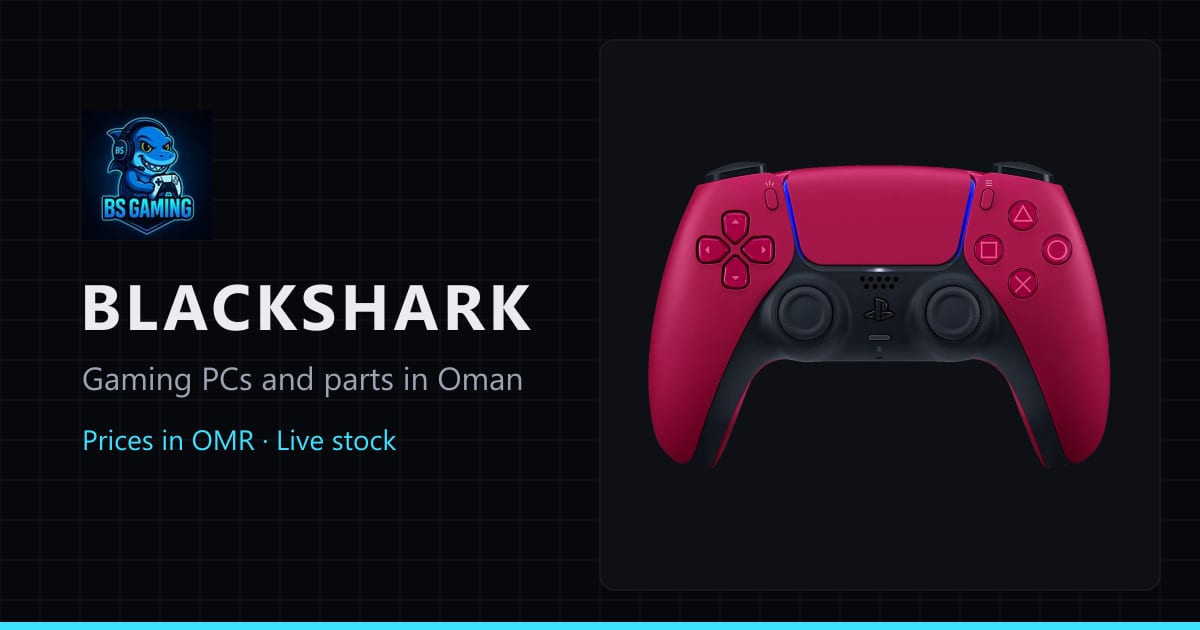 BS
BS GAMING
BLACKSHARK
Gaming PCs and parts in Oman
Prices in OMR · Live stock